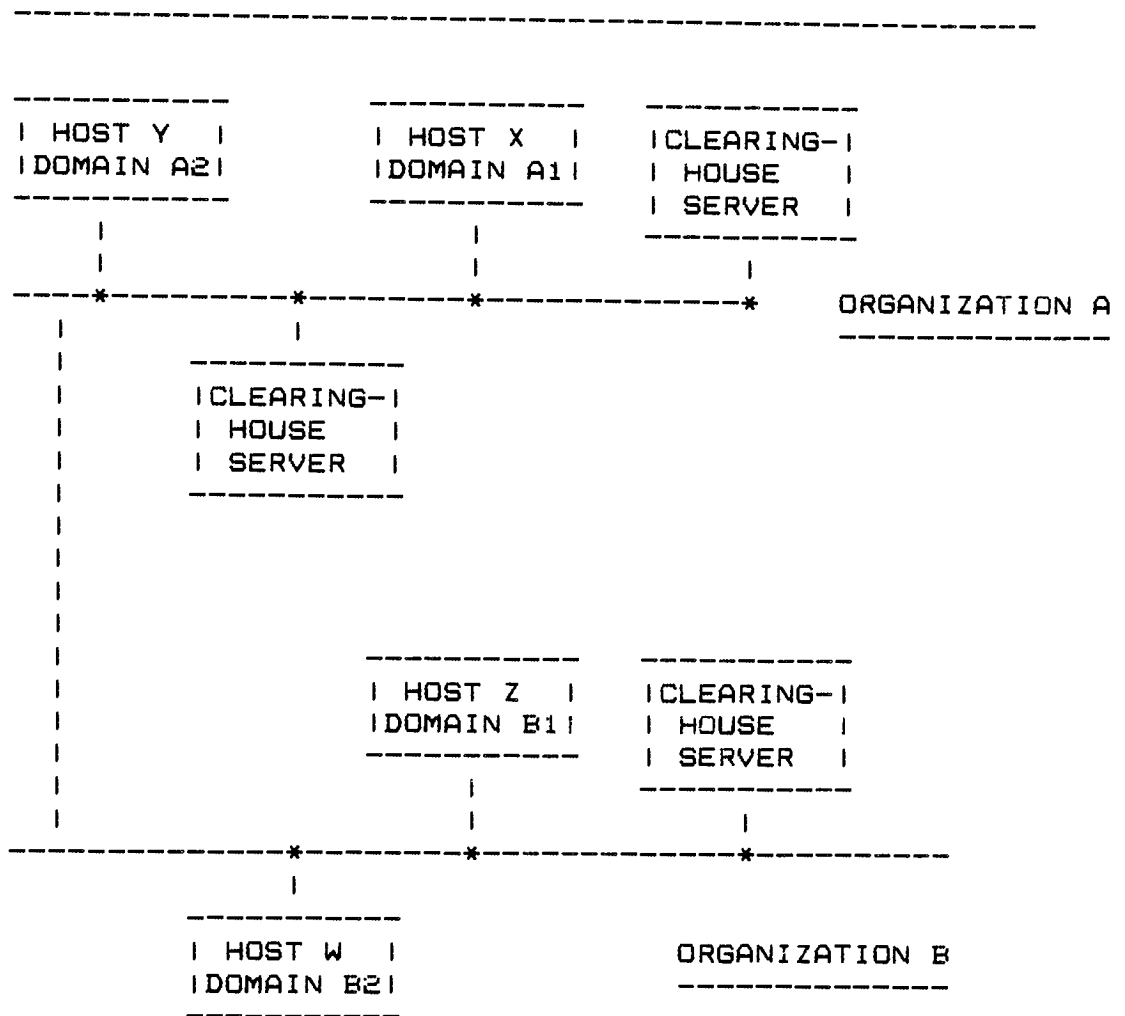 HOST Y HOST X CLEARING-
DOMAIN A2 DOMAIN A1 HOUSE
SERVER
ORGANIZATION A
CLEARING-
HOUSE
SERVER
HOST Z CLEARING-
DOMAIN B1 HOUSE
SERVER
HOST W ORGANIZATION B
DOMAIN B2